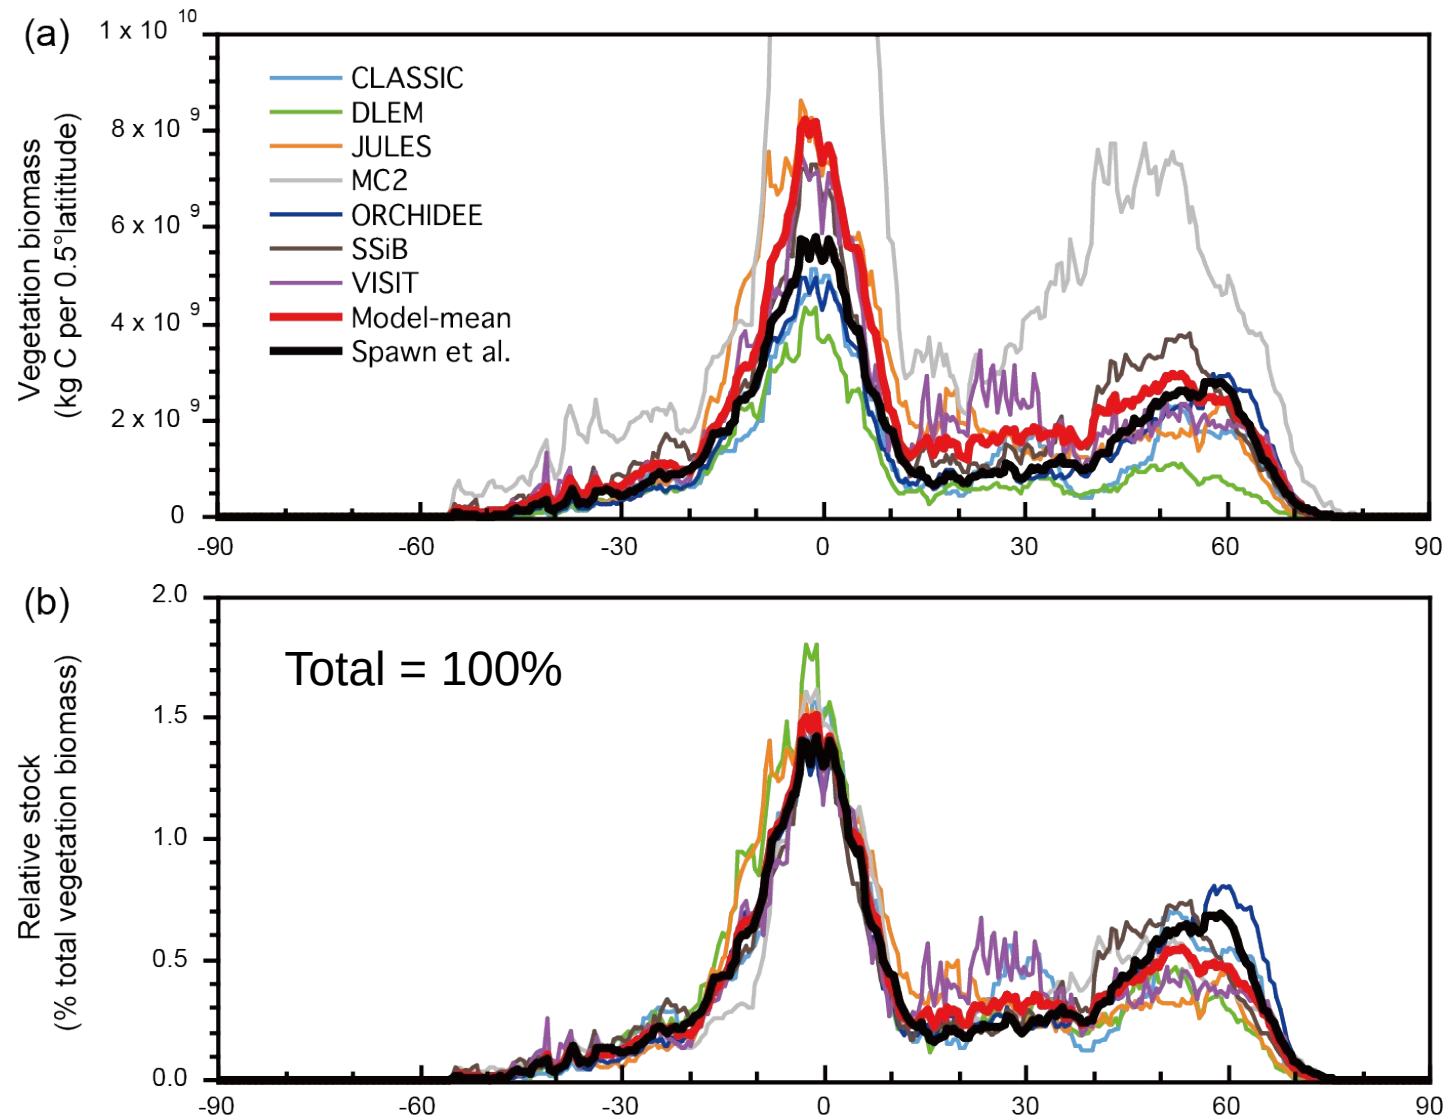 (a)
1 x 10 10
8 x 10 9
6 x 10 9
4 x 10 9
2 x 10 9
0
Vegetation biomass
(kg C per 0.5°latititude)
CLASSIC
DLEM
JULES
MC2
ORCHIDEE
SSiB
VISIT
Model-mean
Spawn et al.
-90 -60 -30 0 30 60 90
(b)
2.0
1.5
1.0
0.5
0.0
Relative stock
(% total vegetation biomass)
Total = 100%
-90 -60 -30 0 30 60 90